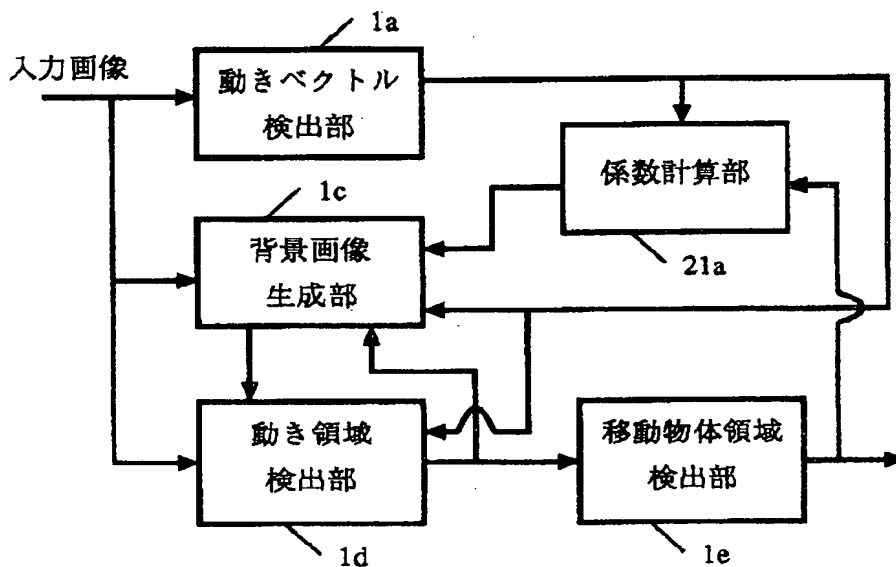 1a
入力画像
動きベクトル
検出部
係数計算部
21a
1c
背景画像
生成部
動き領域
検出部
1d
移動物体領域
検出部
1e